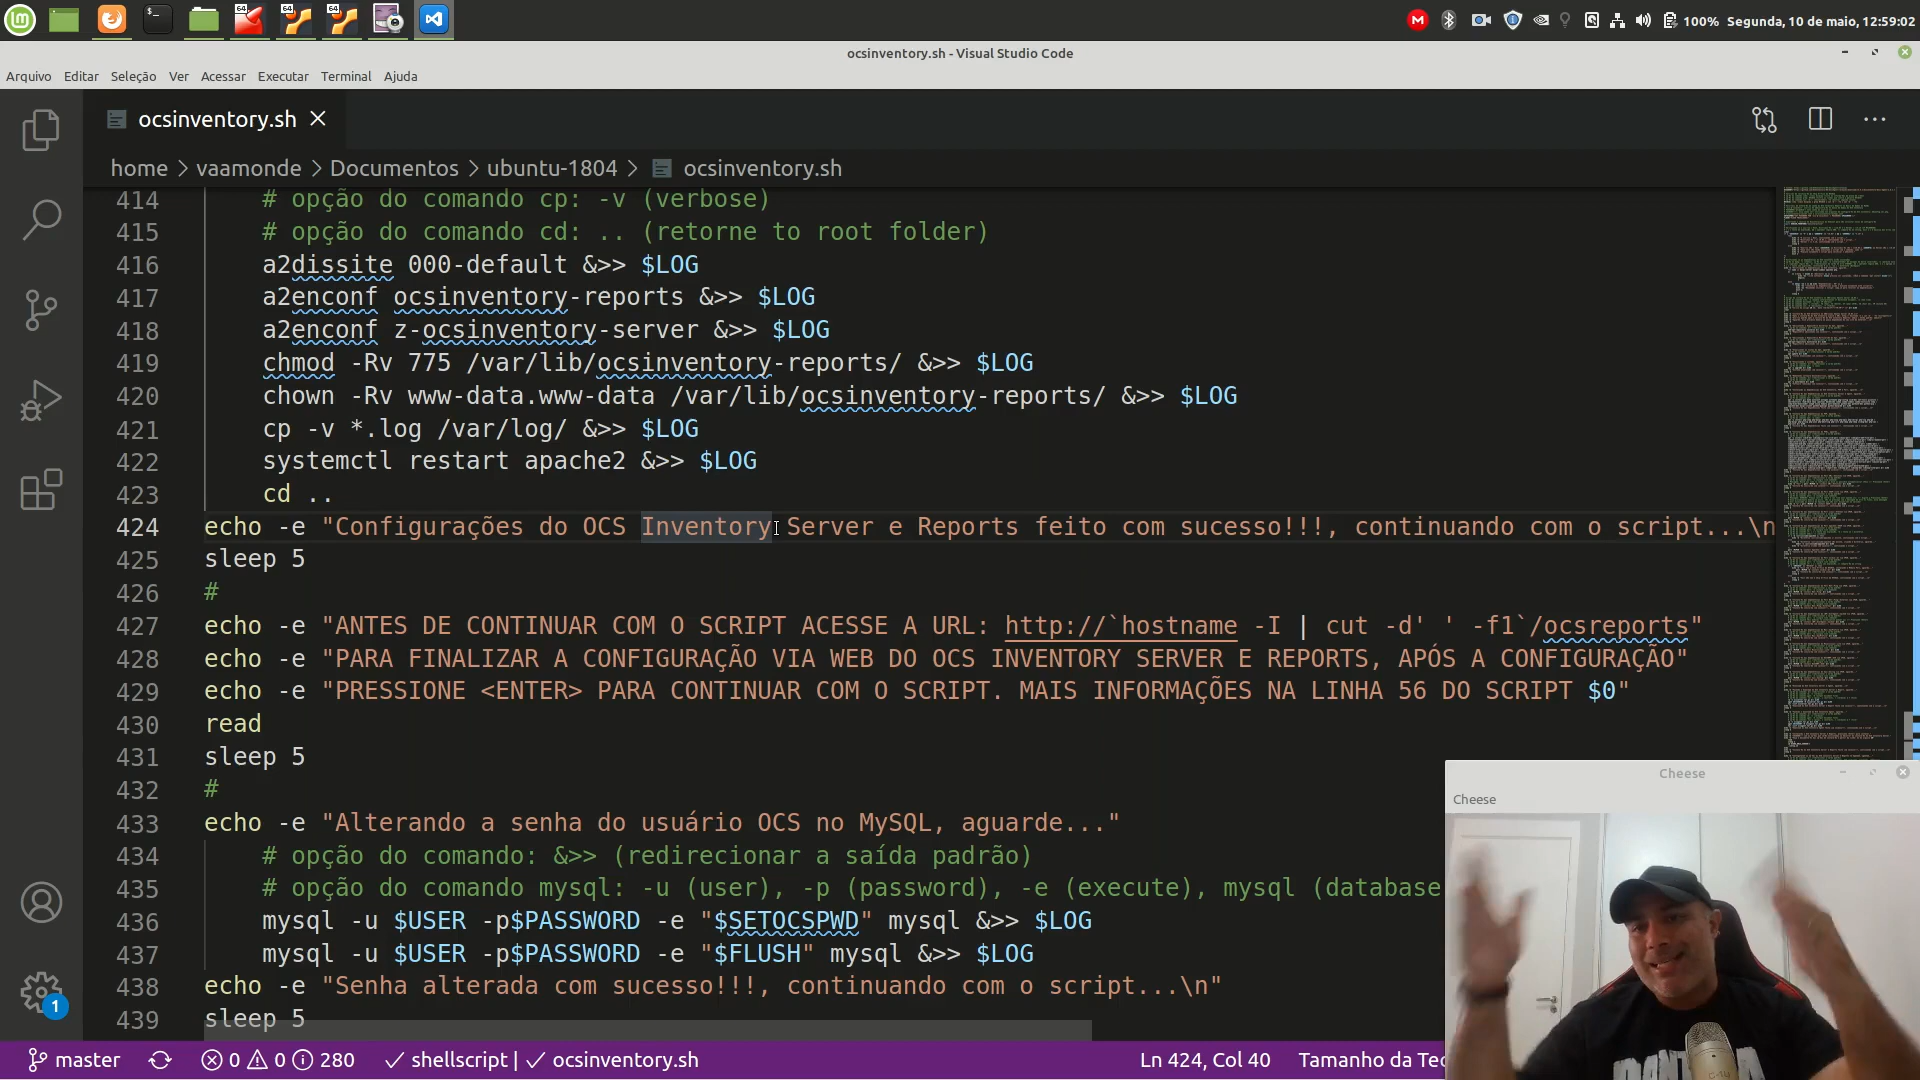 100% Segunda, 10 de maio, 12:59:02
ocsinventory.sh - Visual Studio Code
Arquivo Editar Seleção Ver Acessar Executar Terminal Ajuda
ocsinventory.sh
home > vaamonde > Documentos > ubuntu-1804 > ocsinventory.sh
414 # opção do comando cp: -v (verbose)
415 # opção do comando cd: .. (retorne to root folder)
416 a2dissite 000-default &>> $LOG
417 a2enconf ocsinventory-reports &>> $LOG
418 a2enconf z-ocsinventory-server &>> $LOG
419 chmod -Rv 775 /var/lib/ocsinventory-reports/ &>> $LOG
420 chown -Rv www-data.www-data /var/lib/ocsinventory-reports/ &>> $LOG
421 cp -v *.log /var/log/ &>> $LOG
422 systemctl restart apache2 &>> $LOG
423 cd ..
424 echo -e "Configurações do OCS Inventory Server e Reports feito com sucesso!!!, continuando com o script...\n
425 sleep 5
426 #
427 echo -e "ANTES DE CONTINUAR COM O SCRIPT ACESSE A URL: http://`hostname -I | cut -d' ' -f1`/ocsreports"
428 echo -e "PARA FINALIZAR A CONFIGURAÇÃO VIA WEB DO OCS INVENTORY SERVER E REPORTS, APÓS A CONFIGURAÇÃO"
429 echo -e "PRESSIONE <ENTER> PARA CONTINUAR COM O SCRIPT. MAIS INFORMAÇÕES NA LINHA 56 DO SCRIPT $0"
430 read
431 sleep 5
432 #
433 echo -e "Alterando a senha do usuário OCS no MySQL, aguarde..."
434 # opção do comando: &>> (redirecionar a saída padrão)
435 # opção do comando mysql: -u (user), -p (password), -e (execute), mysql (database
436 mysql -u $USER -p$PASSWORD -e "$SETOCSPWD" mysql &>> $LOG
437 mysql -u $USER -p$PASSWORD -e "$FLUSH" mysql &>> $LOG
438 echo -e "Senha alterada com sucesso!!!, continuando com o script...\n"
439 sleep 5
Cheese
Cheese
1
master 0 0 280 shellscript | ocsinventory.sh Ln 424, Col 40 Tamanho da